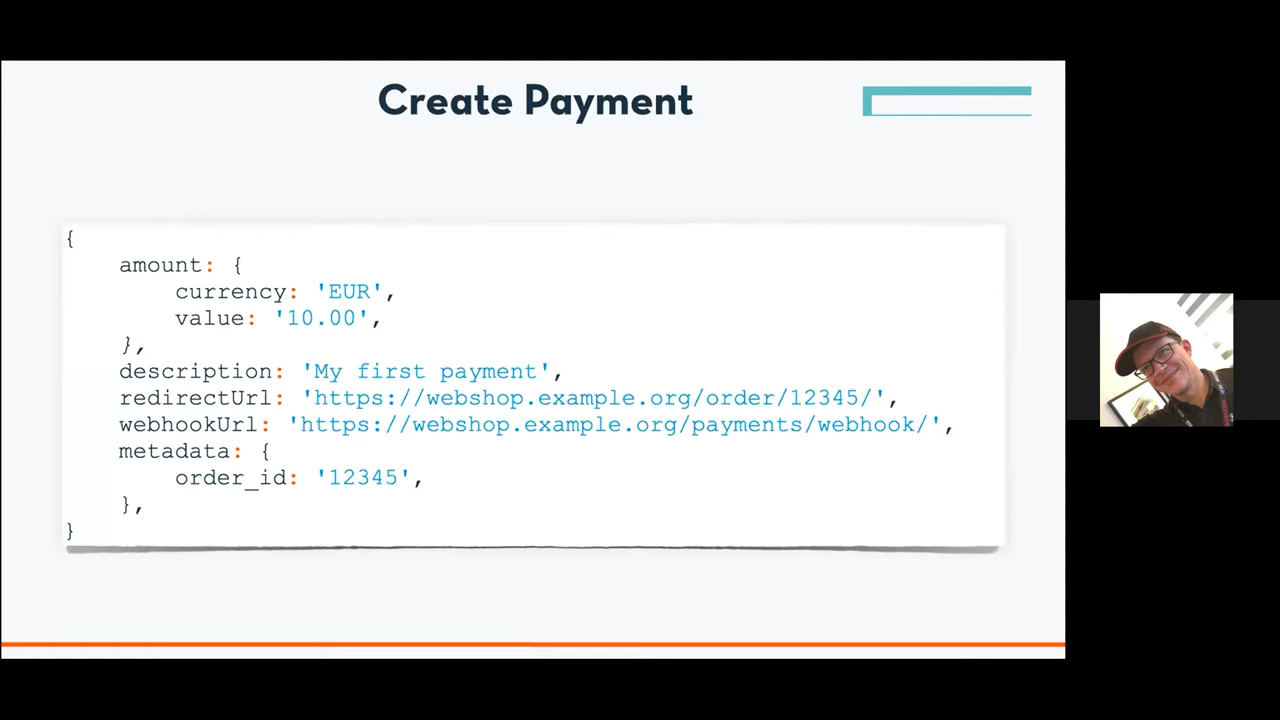 Create Payment
{
    amount: {
        currency: 'EUR',
        value: '10.00',
    },
    description: 'My first payment',
    redirectUrl: 'https://webshop.example.org/order/12345/',
    webhookUrl: 'https://webshop.example.org/payments/webhook/',
    metadata: {
        order_id: '12345',
    },
}